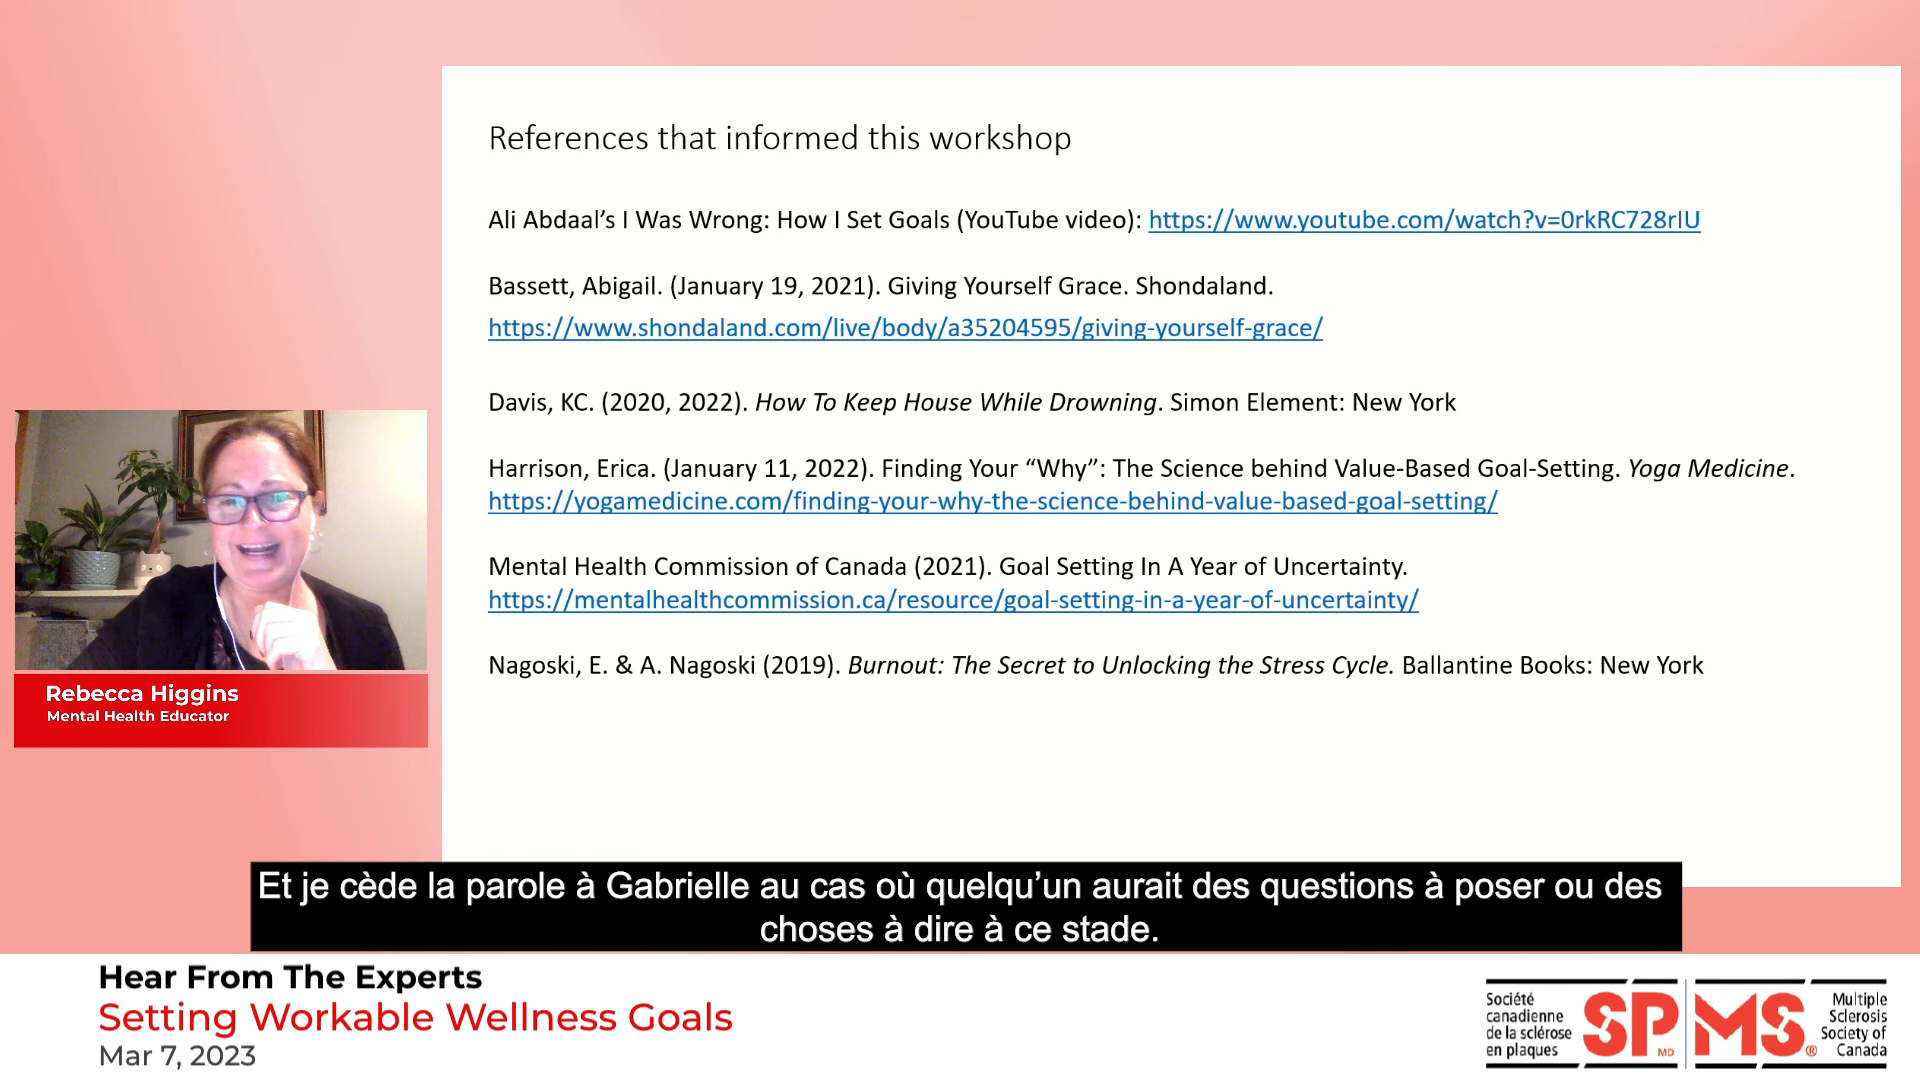 References that informed this workshop
Ali Abdaal’s I Was Wrong: How I Set Goals (YouTube video): https://www.youtube.com/watch?v=0rkRC728rIU
Bassett, Abigail. (January 19, 2021). Giving Yourself Grace. Shondaland.
https://www.shondaland.com/live/body/a35204595/giving-yourself-grace/
Davis, KC. (2020, 2022). How To Keep House While Drowning. Simon Element: New York
Harrison, Erica. (January 11, 2022). Finding Your “Why”: The Science behind Value-Based Goal-Setting. Yoga Medicine.
https://yogamedicine.com/finding-your-why-the-science-behind-value-based-goal-setting/
Mental Health Commission of Canada (2021). Goal Setting In A Year of Uncertainty.
https://mentalhealthcommission.ca/resource/goal-setting-in-a-year-of-uncertainty/
Nagoski, E. & A. Nagoski (2019). Burnout: The Secret to Unlocking the Stress Cycle. Ballantine Books: New York
Rebecca Higgins
Mental Health Educator
Et je cède la parole à Gabrielle au cas où quelqu’un aurait des questions à poser ou des
choses à dire à ce stade.
Hear From The Experts
Setting Workable Wellness Goals
Mar 7, 2023
Société
canadienne
de la sclérose
en plaques
SP MD
MS ®
Multiple
Sclerosis
Society of
Canada